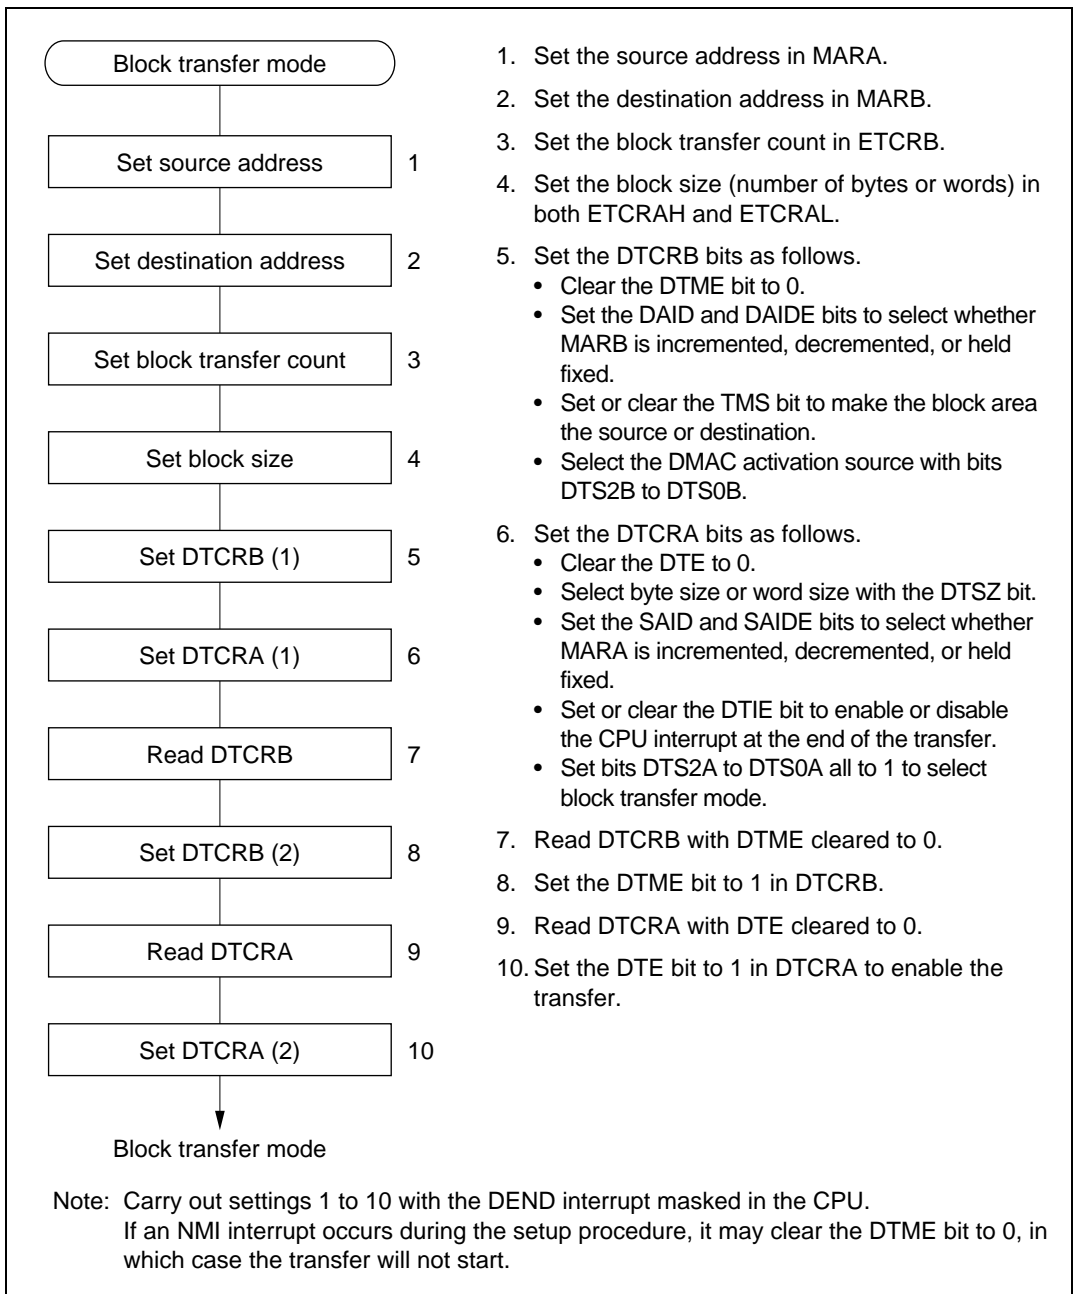 Block transfer mode
Set source address 1
Set destination address 2
Set block transfer count 3
Set block size 4
Set DTCRB (1) 5
Set DTCRA (1) 6
Read DTCRB 7
Set DTCRB (2) 8
Read DTCRA 9
Set DTCRA (2) 10
Block transfer mode
1. Set the source address in MARA.
2. Set the destination address in MARB.
3. Set the block transfer count in ETCRB.
4. Set the block size (number of bytes or words) in
both ETCRAH and ETCRAL.
5. Set the DTCRB bits as follows.
• Clear the DTME bit to 0.
• Set the DAID and DAIDE bits to select whether
MARB is incremented, decremented, or held
fixed.
• Set or clear the TMS bit to make the block area
the source or destination.
• Select the DMAC activation source with bits
DTS2B to DTS0B.
6. Set the DTCRA bits as follows.
• Clear the DTE to 0.
• Select byte size or word size with the DTSZ bit.
• Set the SAID and SAIDE bits to select whether
MARA is incremented, decremented, or held
fixed.
• Set or clear the DTIE bit to enable or disable
the CPU interrupt at the end of the transfer.
• Set bits DTS2A to DTS0A all to 1 to select
block transfer mode.
7. Read DTCRB with DTME cleared to 0.
8. Set the DTME bit to 1 in DTCRB.
9. Read DTCRA with DTE cleared to 0.
10. Set the DTE bit to 1 in DTCRA to enable the
transfer.
Note: Carry out settings 1 to 10 with the DEND interrupt masked in the CPU.
If an NMI interrupt occurs during the setup procedure, it may clear the DTME bit to 0, in
which case the transfer will not start.